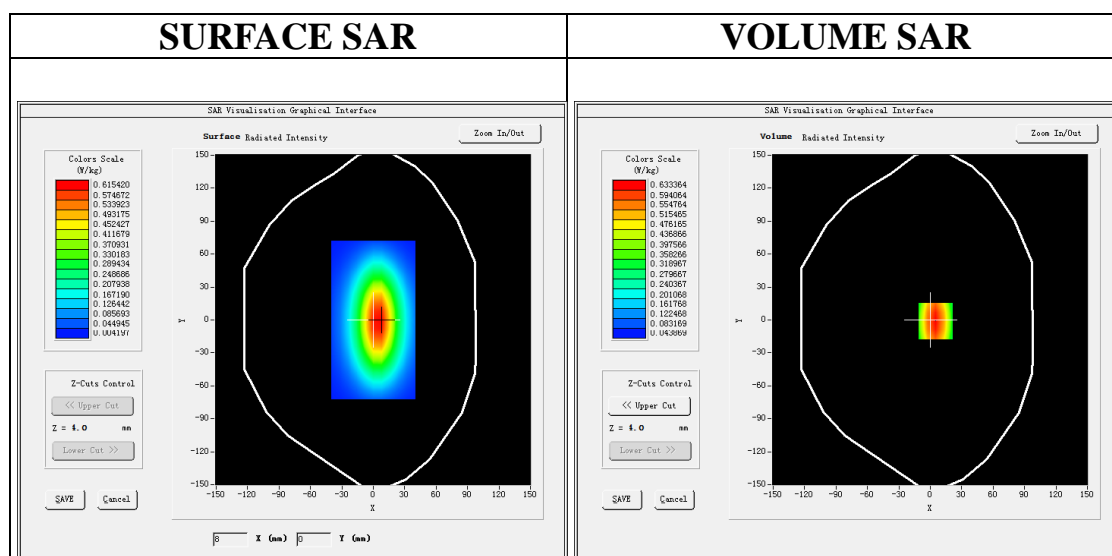 SURFACE SAR
VOLUME SAR
SAR Visualisation Graphical Interface
Surface Radiated Intensity
Zoom In/Out
Colors Scale
(W/kg)
0.615420
0.574672
0.533923
0.493175
0.452427
0.411679
0.370931
0.330183
0.289434
0.248686
0.207938
0.167190
0.126442
0.085693
0.044945
0.004197
150
120
90
60
30
0
-30
-60
-90
-120
-150
Y
-150 -120 -90 -60 -30 0 30 60 90 120 150
X
Z-Cuts Control
<< Upper Cut
Z = 4.0 mm
Lower Cut >>
SAVE Cancel
8 X (mm) 0 Y (mm)
SAR Visualisation Graphical Interface
Volume Radiated Intensity
Zoom In/Out
Colors Scale
(W/kg)
0.633364
0.594064
0.554764
0.515465
0.476165
0.436866
0.397566
0.358266
0.318967
0.279667
0.240367
0.201068
0.161768
0.122468
0.083169
0.043869
150
120
90
60
30
0
-30
-60
-90
-120
-150
Y
-150 -120 -90 -60 -30 0 30 60 90 120 150
X
Z-Cuts Control
<< Upper Cut
Z = 4.0 mm
Lower Cut >>
SAVE Cancel